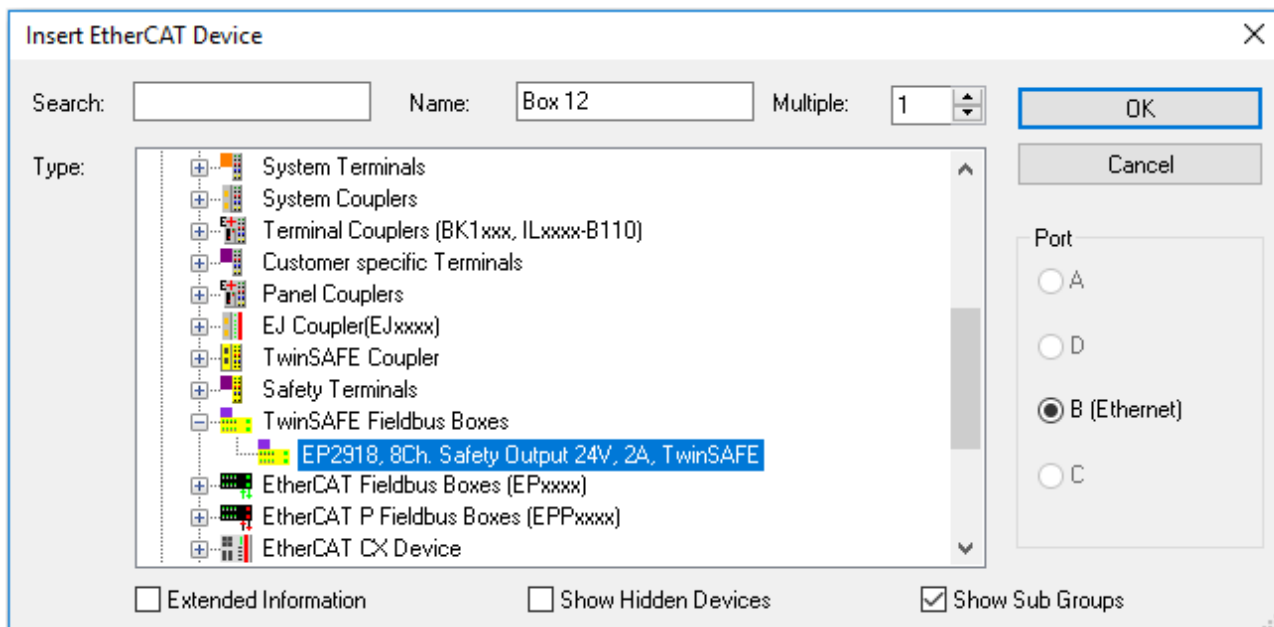 Insert EtherCAT Device
Search: Name: Box 12 Multiple: 1 OK
Type: Cancel
System Terminals
System Couplers
Terminal Couplers (BK1xxx, ILxxxx-B110)
Customer specific Terminals
Panel Couplers
EJ Coupler(EJxxxx)
TwinSAFE Coupler
Safety Terminals
TwinSAFE Fieldbus Boxes
EP2918, 8Ch. Safety Output 24V, 2A, TwinSAFE
EtherCAT Fieldbus Boxes (EPxxxx)
EtherCAT P Fieldbus Boxes (EPPxxxx)
EtherCAT CX Device
Port
A
D
B (Ethernet)
C
Extended Information Show Hidden Devices Show Sub Groups